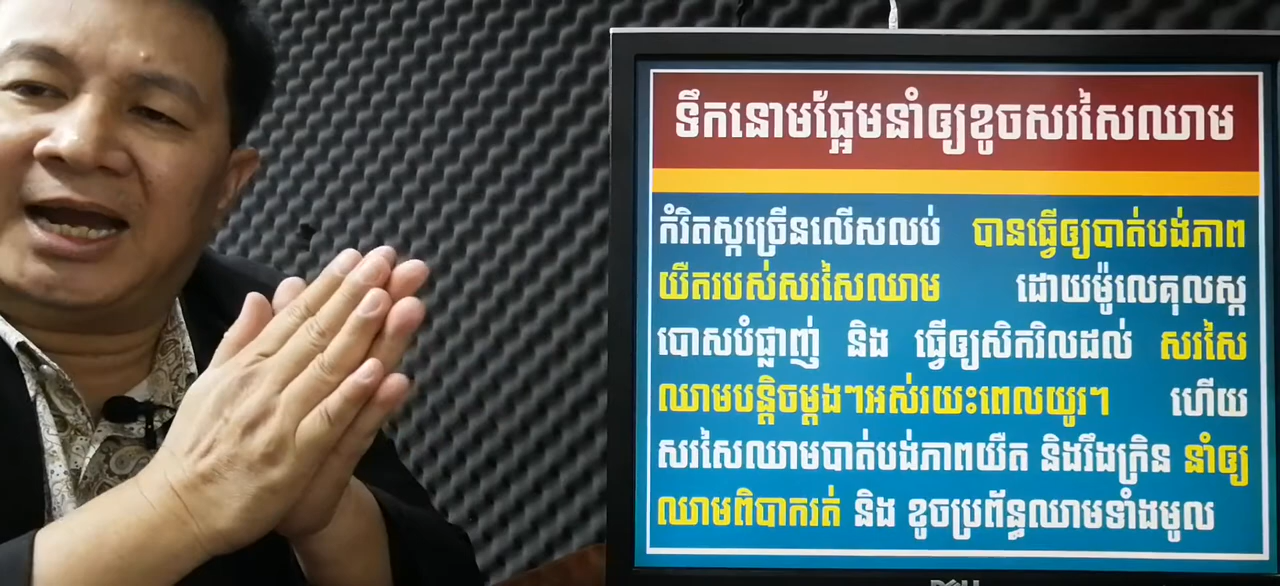 ទឹកនោមផ្អែមនាំឲ្យខូចសរសៃឈាម
កំរិតស្ករច្រើនលើសលប់ បានធ្វើឲ្យបាត់បង់ភាព
យឺតរបស់សរសៃឈាម ដោយម៉ូលេគុលស្ករ
បោសបំផ្លាញ់ និង ធ្វើឲ្យសិករិលដល់ សរសៃ
ឈាមបន្តិចម្តងៗអស់រយះពេលយូរៗ ហើយ
សរសៃឈាមបាត់បង់ភាពយឺត និងរឹងក្រិន នាំឲ្យ
ឈាមពិបាករត់ និង ខូចប្រព័ន្ធឈាមទាំងមូល